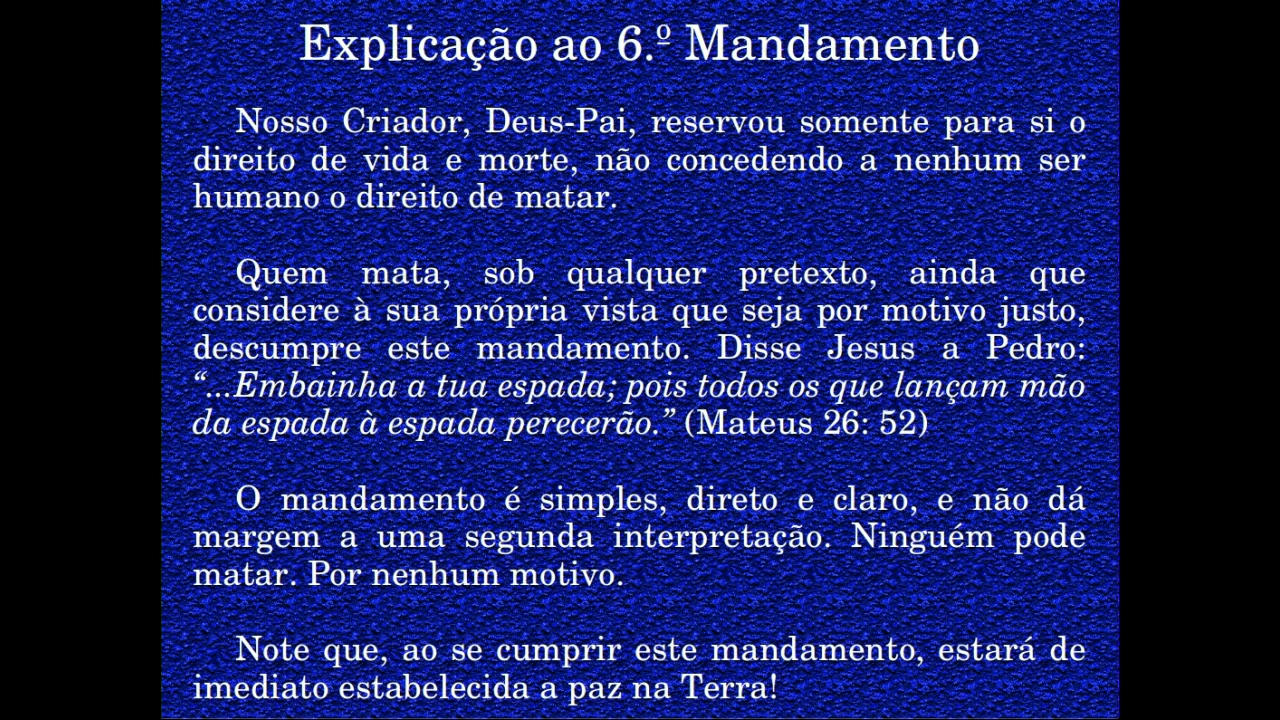 Explicação ao 6.º Mandamento
Nosso Criador, Deus-Pai, reservou somente para si o
direito de vida e morte, não concedendo a nenhum ser
humano o direito de matar.
Quem mata, sob qualquer pretexto, ainda que
considere à sua própria vista que seja por motivo justo,
descumpre este mandamento. Disse Jesus a Pedro:
“...Embainha a tua espada; pois todos os que lançam mão
da espada à espada perecerão.” (Mateus 26: 52)
O mandamento é simples, direto e claro, e não dá
margem a uma segunda interpretação. Ninguém pode
matar. Por nenhum motivo.
Note que, ao se cumprir este mandamento, estará de
imediato estabelecida a paz na Terra!